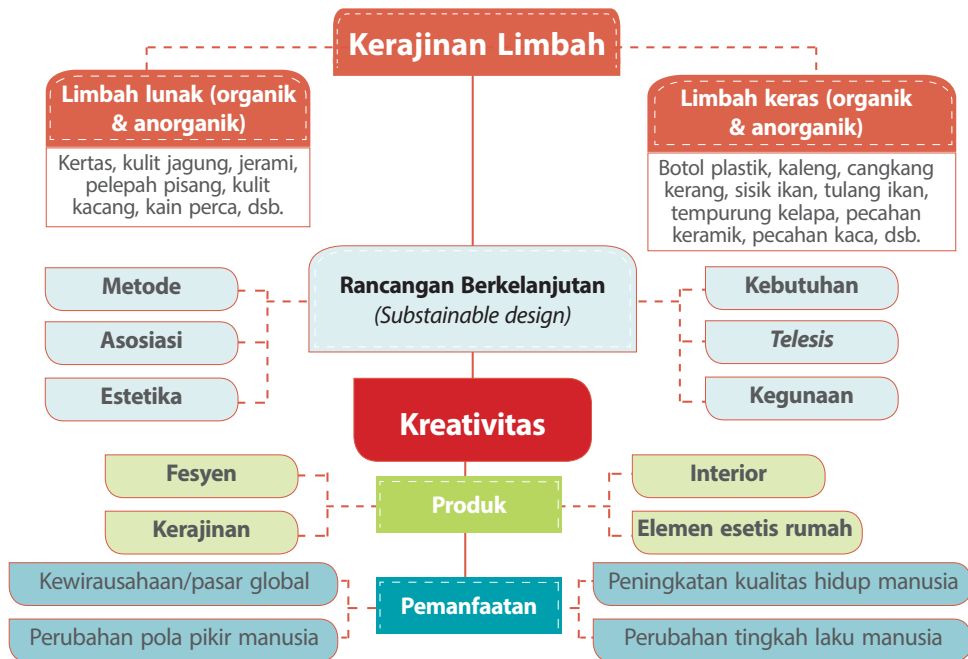 Kerajinan Limbah
Limbah lunak (organik
& anorganik)
Kertas, kulit jagung, jerami,
pelepah pisang, kulit
kacang, kain perca, dsb.
Limbah keras (organik
& anorganik)
Botol plastik, kaleng, cangkang
kerang, sisik ikan, tulang ikan,
tempurung kelapa, pecahan
keramik, pecahan kaca, dsb.
Rancangan Berkelanjutan
(Substainable design)
Metode
Asosiasi
Estetika
Kebutuhan
Telesis
Kegunaan
Kreativitas
Produk
Fesyen
Kerajinan
Interior
Elemen esetis rumah
Pemanfaatan
Kewirausahaan/pasar global
Perubahan pola pikir manusia
Peningkatan kualitas hidup manusia
Perubahan tingkah laku manusia